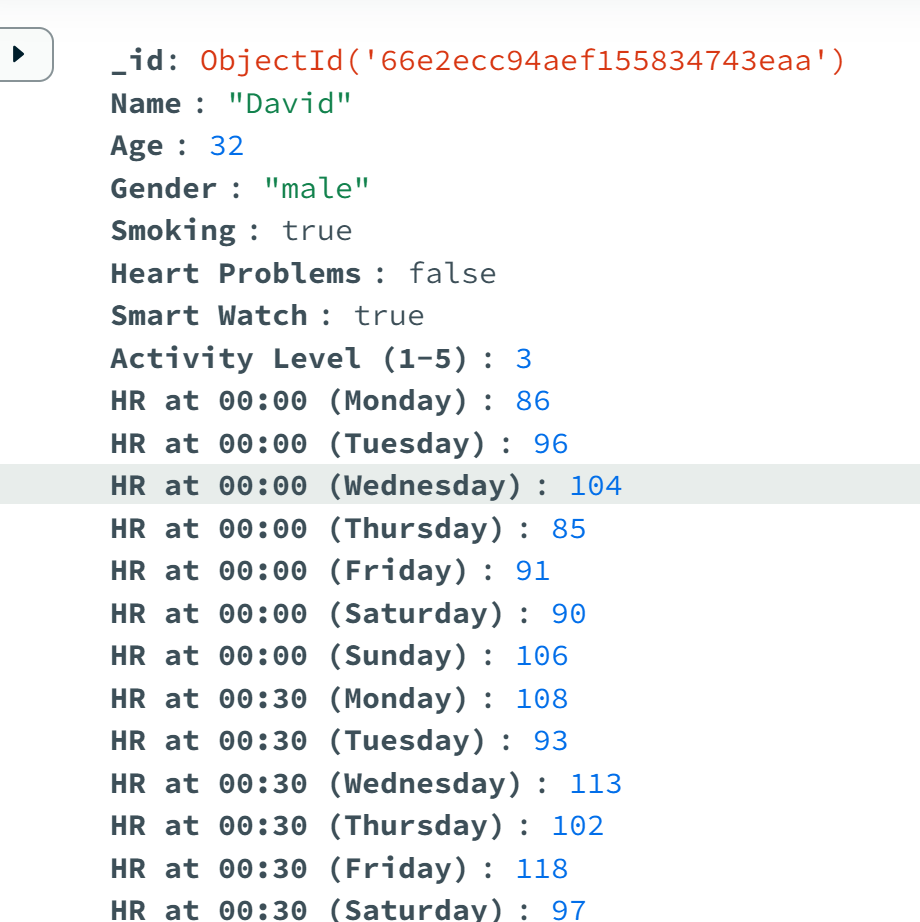 _id: ObjectId('66e2ecc94aef155834743eaa')
Name : "David"
Age : 32
Gender : "male"
Smoking : true
Heart Problems : false
Smart Watch : true
Activity Level (1-5) : 3
HR at 00:00 (Monday) : 86
HR at 00:00 (Tuesday) : 96
HR at 00:00 (Wednesday) : 104
HR at 00:00 (Thursday) : 85
HR at 00:00 (Friday) : 91
HR at 00:00 (Saturday) : 90
HR at 00:00 (Sunday) : 106
HR at 00:30 (Monday) : 108
HR at 00:30 (Tuesday) : 93
HR at 00:30 (Wednesday) : 113
HR at 00:30 (Thursday) : 102
HR at 00:30 (Friday) : 118
HR at 00:30 (Saturday) : 97